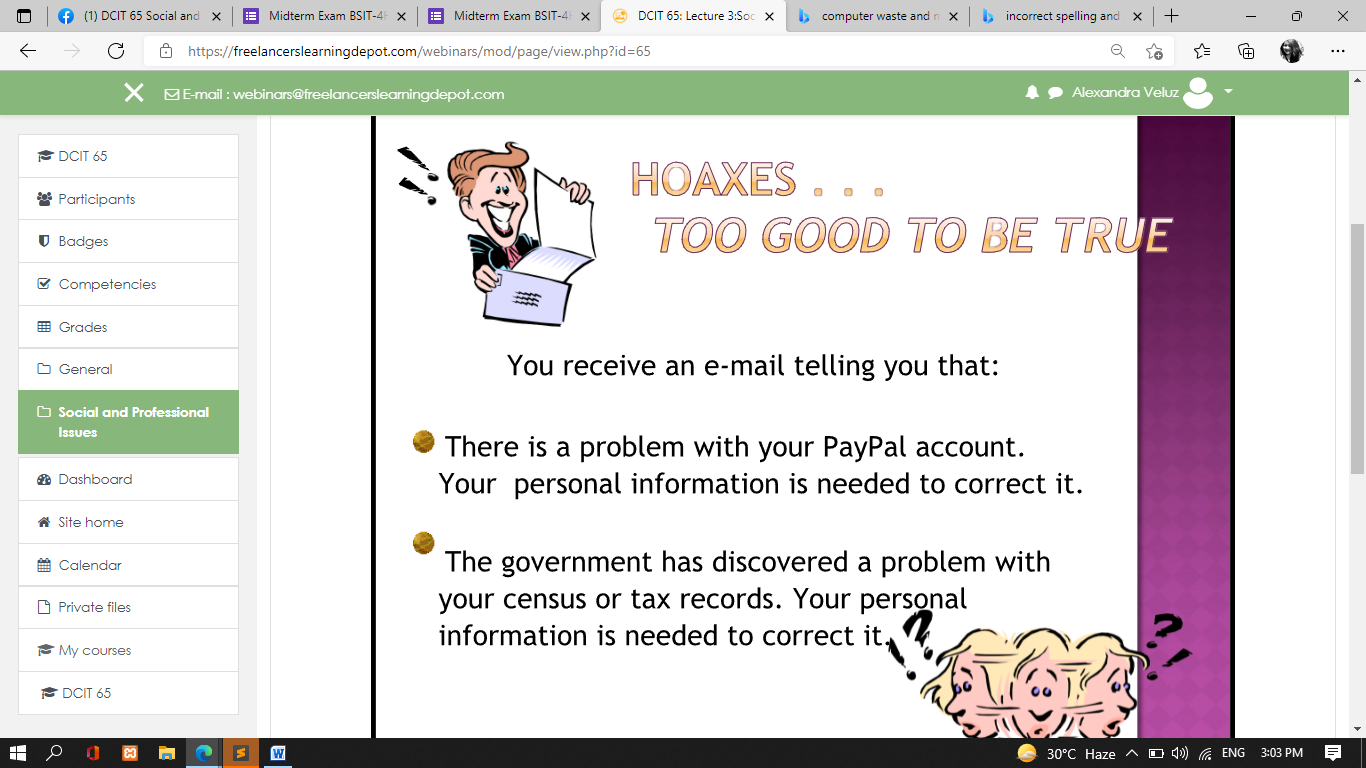 (1) DCIT 65 Social and
Midterm Exam BSIT-4
Midterm Exam BSIT-4
DCIT 65: Lecture 3:Soc
computer waste and m
incorrect spelling and
https://freelancerslearningdepot.com/webinars/mod/page/view.php?id=65
E-mail : webinars@freelancerslearningdepot.com
Alexandra Veluz
DCIT 65
Participants
Badges
Competencies
Grades
General
Social and Professional
Issues
Dashboard
Site home
Calendar
Private files
My courses
DCIT 65
HOAXES . . .
TOO GOOD TO BE TRUE
You receive an e-mail telling you that:
There is a problem with your PayPal account.
Your personal information is needed to correct it.
The government has discovered a problem with
your census or tax records. Your personal
information is needed to correct it.
30°C Haze
ENG
3:03 PM